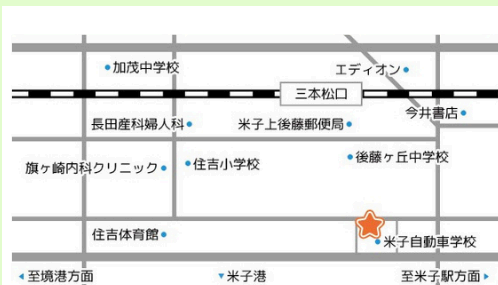 加茂中学校
エディオン
三本松口
今井書店
長田産科婦人科
米子上後藤郵便局
旗ヶ崎内科クリニック
住吉小学校
後藤ヶ丘中学校
住吉体育館
米子自動車学校
至境港方面
米子港
至米子駅方面